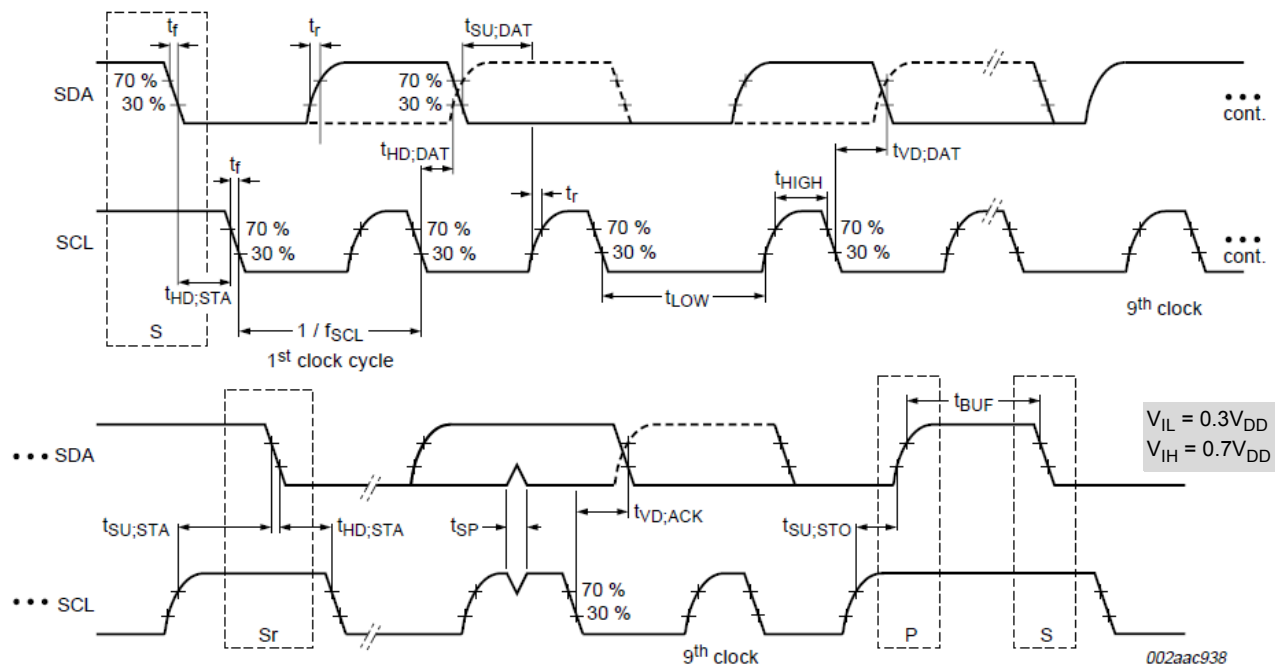 tf
tr
tSU;DAT
70 %
30 %
70 %
30 %
SDA
cont.
tHD;DAT
tVD;DAT
tf
tr
tHIGH
70 %
30 %
70 %
30 %
70 %
30 %
SCL
cont.
tHD;STA
tLOW
9th clock
S
1 / fSCL
1st clock cycle
tBUF
VIL = 0.3VDD
VIH = 0.7VDD
••• SDA
tSU;STA
tHD;STA
tSP
tVD;ACK
tSU;STO
70 %
30 %
••• SCL
Sr
9th clock
P
S
002aac938